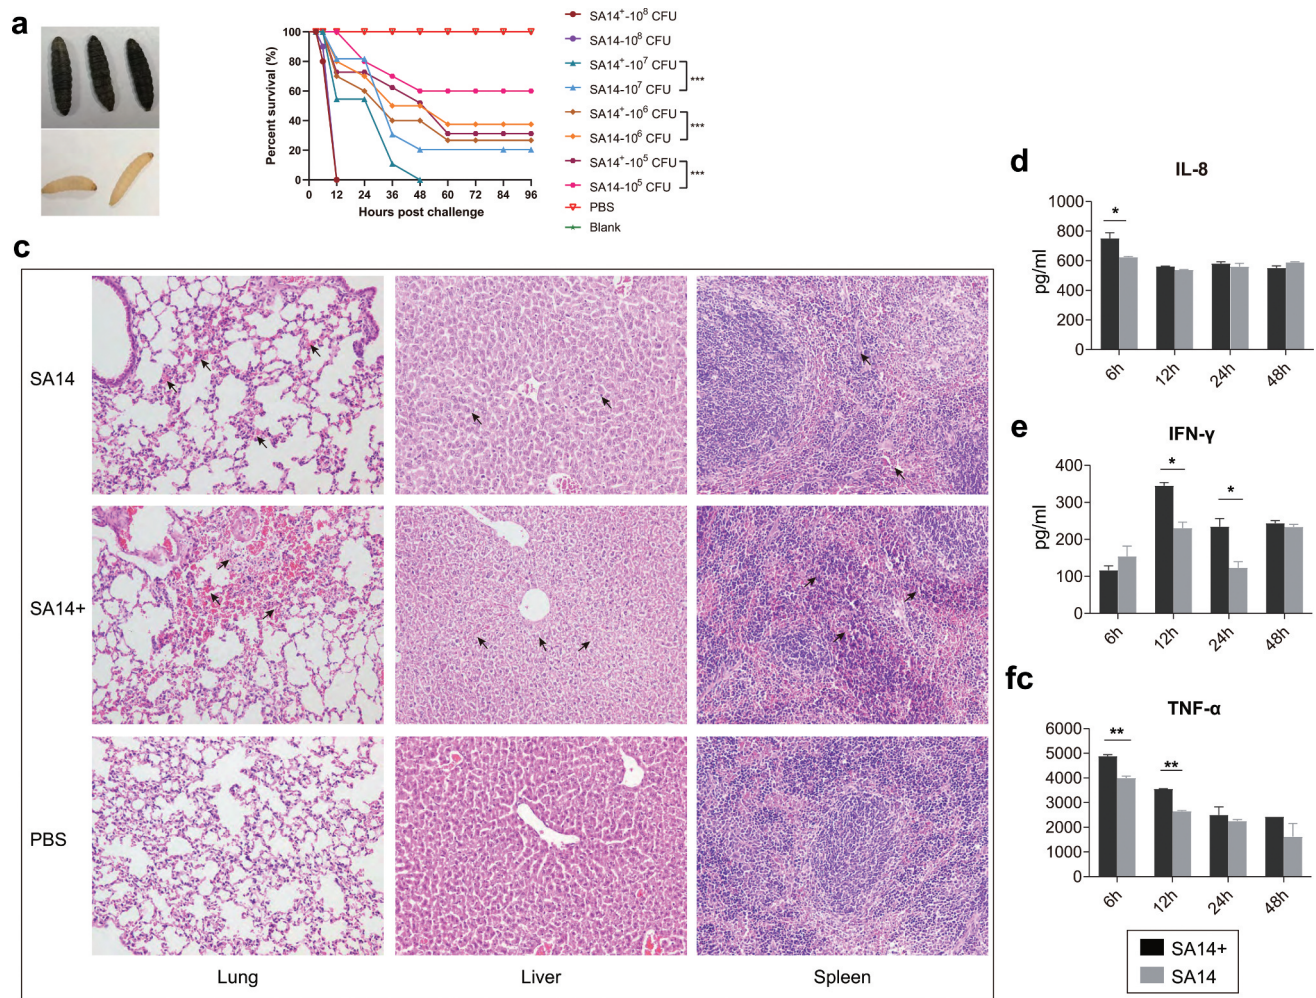 a
Percent survival (%)
100
80
60
40
20
0
0 12 24 36 48 60 72 84 96
Hours post challenge
SA14⁺-10⁸ CFU
SA14-10⁸ CFU
SA14⁺-10⁷ CFU
SA14-10⁷ CFU
***
SA14⁺-10⁶ CFU
SA14-10⁶ CFU
***
SA14⁺-10⁵ CFU
SA14-10⁵ CFU
***
PBS
Blank
c
SA14
SA14+
PBS
Lung Liver Spleen
d
IL-8
pg/ml
1000
800
600
400
200
0
*
6h 12h 24h 48h
e
IFN-γ
pg/ml
400
300
200
100
0
* *
6h 12h 24h 48h
fc
TNF-α
6000
5000
4000
3000
2000
1000
0
** **
6h 12h 24h 48h
SA14+
SA14